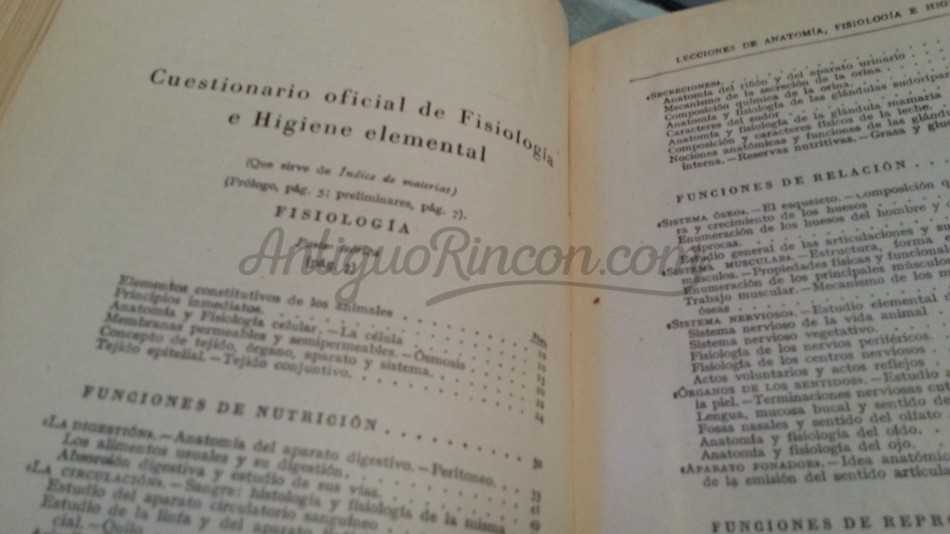 Cuestionario oficial de Fisiología
e Higiene elemental
(Que sirve de Índice de materias)
(Prólogo, pág. 5: preliminares, pág. 7).
FISIOLOGÍA
Elementos constitutivos de los animales
Principios inmediatos.
Anatomía y Fisiología celular.—La célula
Membranas permeables y semipermeables.—Ósmosis
Concepto de tejido, órgano, aparato y sistema.
Tejido epitelial.—Tejido conjuntivo.
FUNCIONES DE NUTRICIÓN
«LA DIGESTIÓN».—Anatomía del aparato digestivo.—Peritoneo.
Los alimentos usuales y su digestión.
Absorción digestiva y estudio de sus vías.
«LA CIRCULACIÓN».—Sangre: histología y fisiología de la misma
Estudio del aparato circulatorio sanguíneo
Estudio de la linfa y del aparato
cial.—Quilo
AntiguoRincon.com
LECCIONES DE ANATOMÍA, FISIOLOGÍA E HIG
«SECRECIONES».
Anatomía del riñón y del aparato urinario
Mecanismo de la secreción de la orina.
Composición química de la orina.
Anatomía y fisiología de las glándulas sudorípa
Caracteres del sudor
Anatomía y fisiología de la glándula mamaria
Composición y caracteres físicos de la leche.
Nociones anatómicas y funciones de las glándu
interna.—Reservas nutritivas.—Grasa y gluc
FUNCIONES DE RELACIÓN
«SISTEMA ÓSEO».—El esqueleto.—Composición q
ra y crecimiento de los huesos
Enumeración de los huesos del hombre y
recíprocas.
Estudio general de las articulaciones y su
«SISTEMA MUSCULAR».—Estructura, forma
músculos.—Propiedades físicas y funcional
Enumeración de los principales músculos
Trabajo muscular.—Mecanismo de los mo
óseas
«SISTEMA NERVIOSO».—Estudio elemental
Sistema nervioso de la vida animal
Sistema nervioso vegetativo.
Fisiología de los nervios periféricos.
Fisiología de los centros nerviosos
Actos voluntarios y actos reflejos
«ÓRGANOS DE LOS SENTIDOS».—Estudio a
la piel.—Terminaciones nerviosas cu
Lengua, mucosa bucal y sentido de
Fosas nasales y sentido del olfato
Anatomía y fisiología del oído.
Anatomía y fisiología del ojo.
«APARATO FONADOR».—Idea anatómic
de la emisión del sentido articul
FUNCIONES DE REPRO